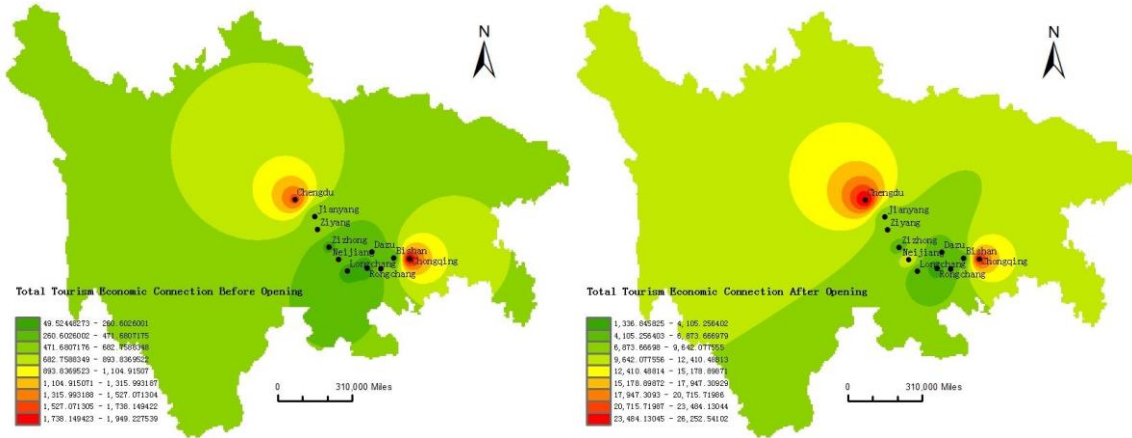 N
Chengdu
Jianyang
Ziyang
Zizhong
Dazu
Neijiang
Bishan
Longchang
Chongqing
Rongchang
Total Tourism Economic Connection Before Opening
49.52448273 - 260.6026001
260.6026002 - 471.6807175
471.6807176 - 682.7588348
682.7588349 - 893.8369522
893.8369523 - 1,104.91507
1,104.915071 - 1,315.993187
1,315.993188 - 1,527.071304
1,527.071305 - 1,738.149422
1,738.149423 - 1,949.227539
0 310,000 Miles
N
Chengdu
Jianyang
Ziyang
Zizhong
Dazu
Neijiang
Bishan
Longchang
Chongqing
Rongchang
Total Tourism Economic Connection After Opening
1,336.845825 - 4,105.256402
4,105.256403 - 6,873.666979
6,873.66698 - 9,642.077555
9,642.077556 - 12,410.48813
12,410.48814 - 15,178.89871
15,178.89872 - 17,947.30929
17,947.3093 - 20,715.71986
20,715.71987 - 23,484.13044
23,484.13045 - 26,252.54102
0 310,000 Miles